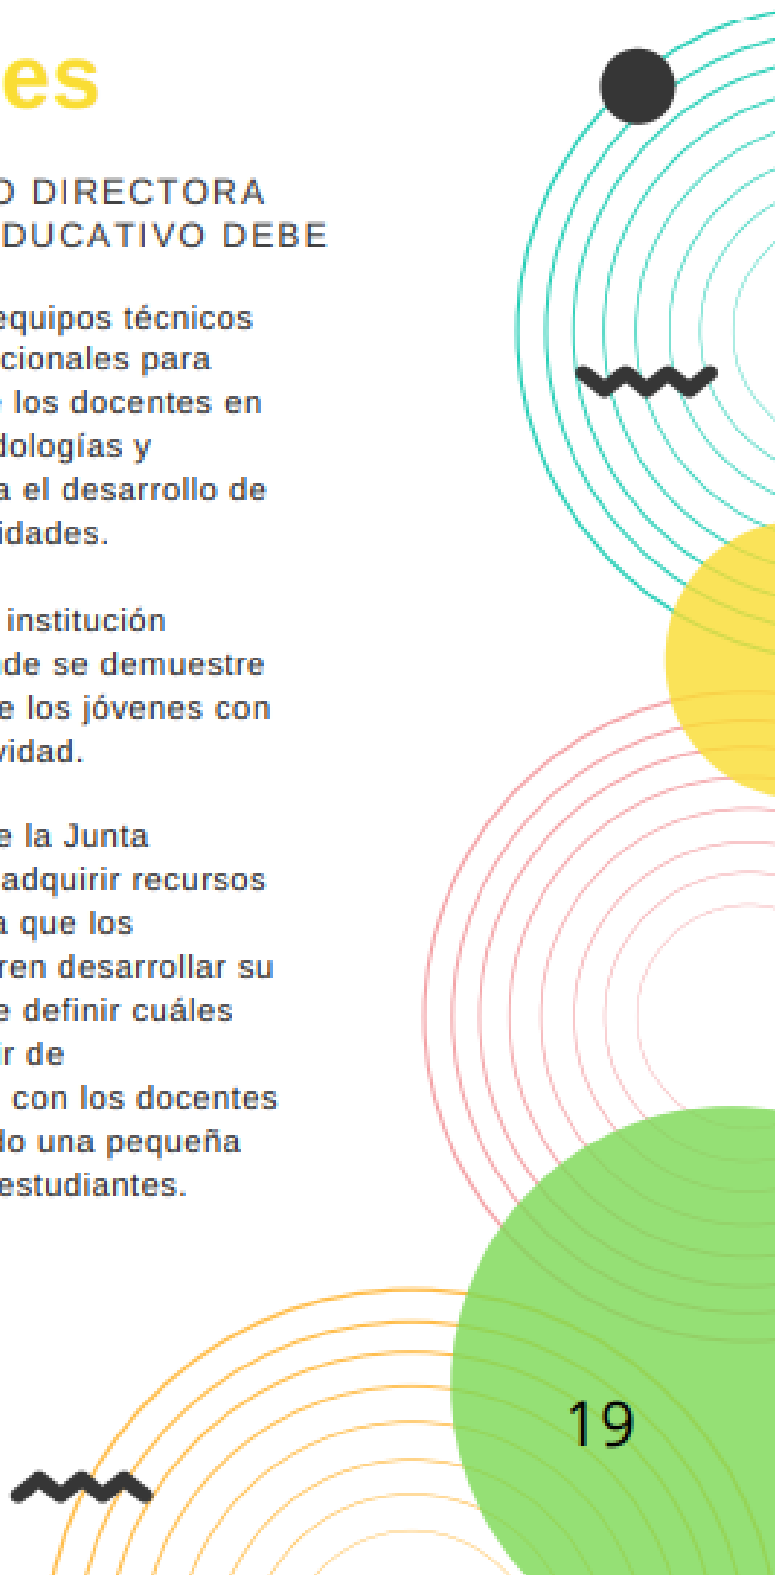 es
O DIRECTORA
DUCATIVO DEBE
equipos técnicos
cionales para
e los docentes en
dologías y
a el desarrollo de
idades.
institución
nde se demuestre
e los jóvenes con
vidad.
e la Junta
adquirir recursos
a que los
ren desarrollar su
e definir cuáles
ir de
con los docentes
do una pequeña
estudiantes.
19